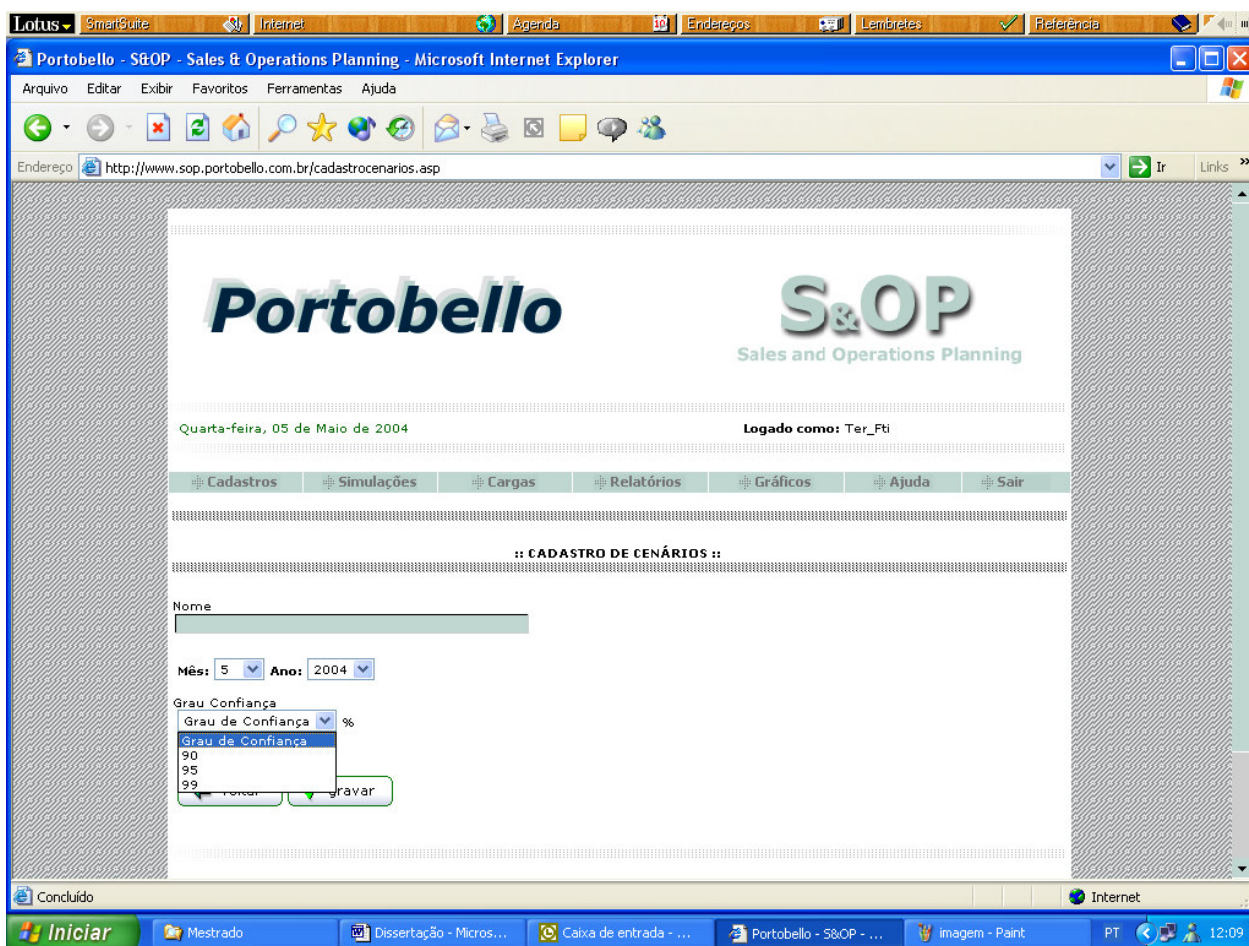 Lotus SmartSuite Internet Agenda Endereços Lembretes Referência
Portobello - S&OP - Sales & Operations Planning - Microsoft Internet Explorer
Arquivo Editar Exibir Favoritos Ferramentas Ajuda
Endereço http://www.sop.portobello.com.br/cadastrocenarios.asp Ir Links »
Portobello
S&OP
Sales and Operations Planning
Quarta-feira, 05 de Maio de 2004 Logado como: Ter_Fti
Cadastros Simulações Cargas Relatórios Gráficos Ajuda Sair
:: CADASTRO DE CENÁRIOS ::
Nome
Mês: 5 Ano: 2004
Grau Confiança
Grau de Confiança %
Grau de Confiança
90
95
99
gravar
Concluído Internet
Iniciar Mestrado Dissertação - Micros... Caixa de entrada - ... Portobello - S&OP - ... imagem - Paint PT 12:09